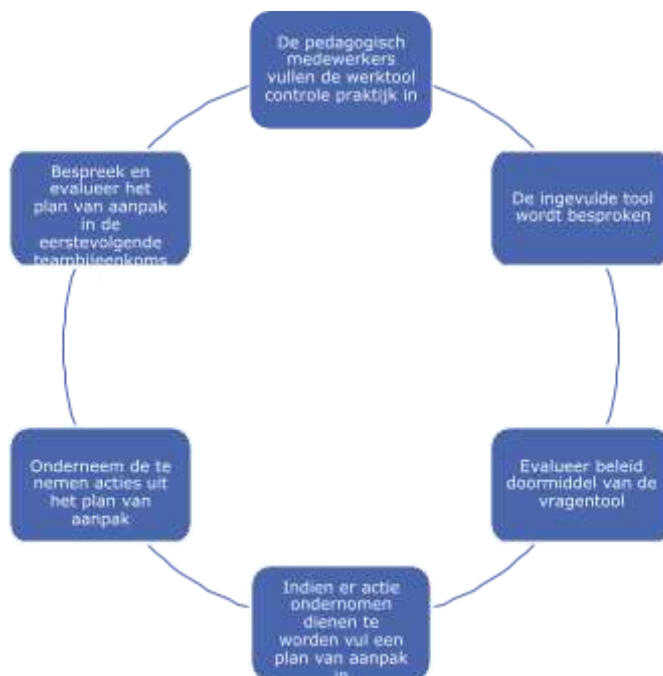 De pedagogisch
medewerkers
vullen de werktool
controle praktijk in
De ingevulde tool
wordt besproken
Evalueer beleid
doormiddel van de
vragentool
Indien er actie
ondernomen
dienen te
worden vul een
plan van aanpak
in
Onderneem de te
nemen acties uit
het plan van
aanpak
Bespreek en
evalueer het
plan van aanpak
in de
eerstevolgende
teambijeenkoms